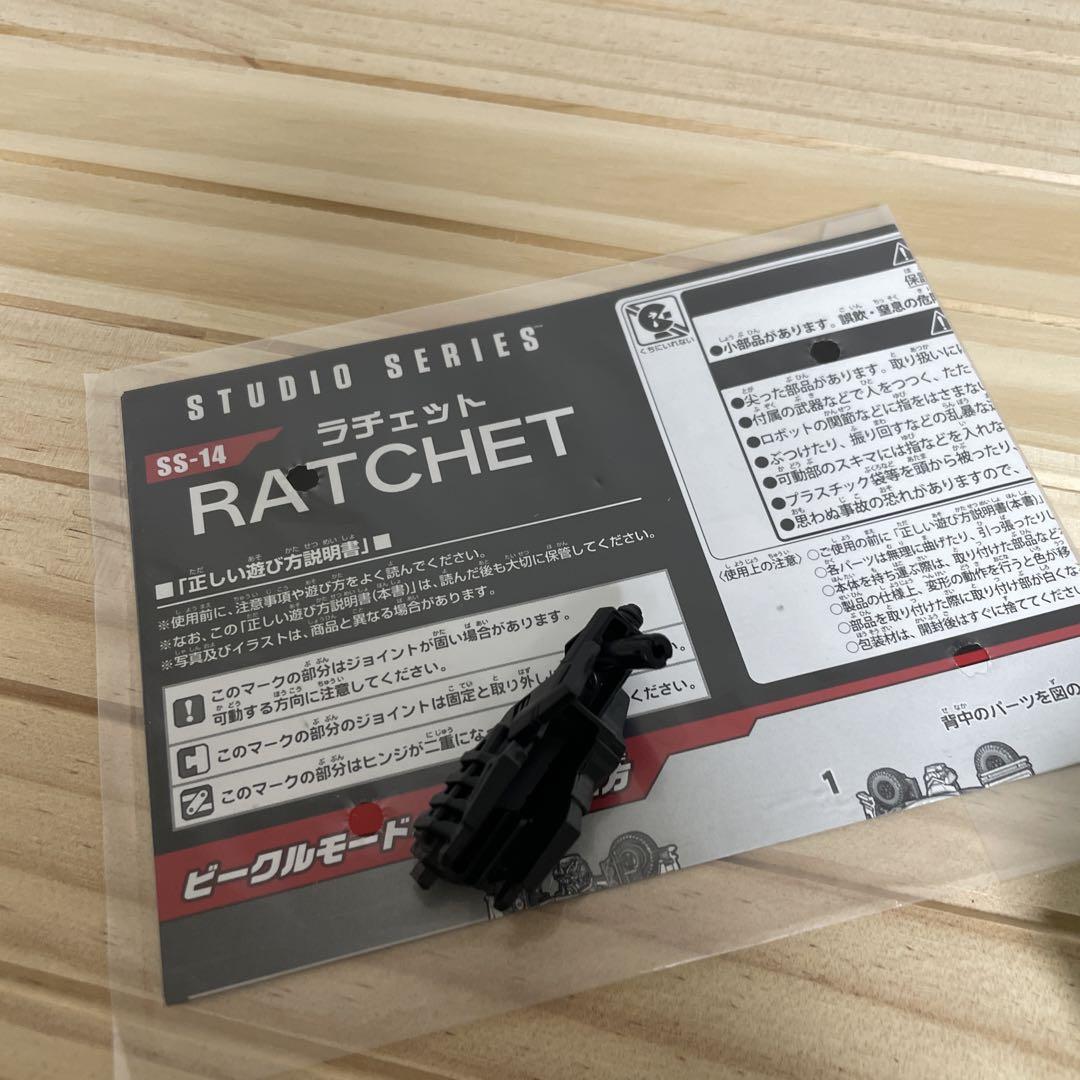 STUDIO SERIES™
SS-14
ラチェット
RATCHET
■「正しい遊び方説明書」■
※使用前に、注意事項や遊び方をよく読んでください。
※なお、この「正しい遊び方説明書(本書)」は、読んだ後も大切に保管してください。
※写真及びイラストは、商品と異なる場合があります。
このマークの部分はジョイントが固い場合があります。
可動する方向に注意してください。
このマークの部分のジョイントは固定と取り外し
ください。
このマークの部分はヒンジが二重にな
ビークルモード
方
くちにいれない
●小部品があります。誤飲・窒息の危
●尖った部品があります。取り扱いに
●付属の武器などで人をつつく、たた
●ロボットの関節などに指をはさまな
●ぶつけたり、振り回すなどの乱暴な
●可動部のスキマには指などを入れな
●プラスチック袋等を頭から被ったり
●思わぬ事故の恐れがありますので、
〈使用上の注意〉
○ご使用の前に「正しい遊び方説明書(本書)」
○各パーツは無理に曲げたり、引っ張ったり
○本体を持ち運ぶ際は、取り付けた部品など
○製品の仕様上、変形の動作を行うと色が移
○部品を取り付けた際に取り付け部が白くな
○包装材は、開封後はすぐに捨ててください
1
背中のパーツを図の